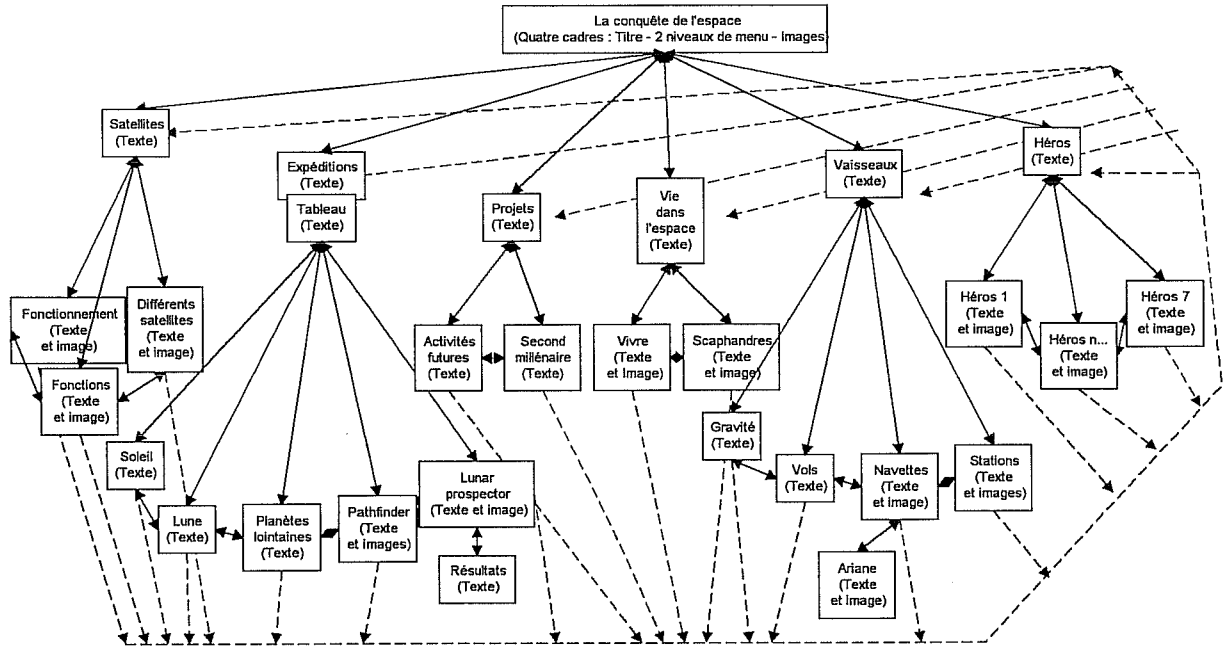 La conquête de l'espace
(Quatre cadres : Titre - 2 niveaux de menu - images
Satellites
(Texte)
Expéditions
(Texte)
Tableau
(Texte)
Projets
(Texte)
Vie
dans
l'espace
(Texte)
Vaisseaux
(Texte)
Héros
(Texte)
Fonctionnement
(Texte
et image)
Différents
satellites
(Texte
et image)
Fonctions
(Texte
et image)
Activités
futures
(Texte)
Second
millénaire
(Texte)
Vivre
(Texte
et Image)
Scaphandres
(Texte
et image)
Héros 1
(Texte
et image)
Héros n...
(Texte
et image)
Héros 7
(Texte
et image)
Soleil
(Texte)
Lune
(Texte)
Planètes
lointaines
(Texte)
Pathfinder
(Texte
et images)
Lunar
prospector
(Texte et image)
Résultats
(Texte)
Gravité
(Texte)
Vols
(Texte)
Navettes
(Texte
et image)
Stations
(Texte
et images)
Ariane
(Texte
et Image)